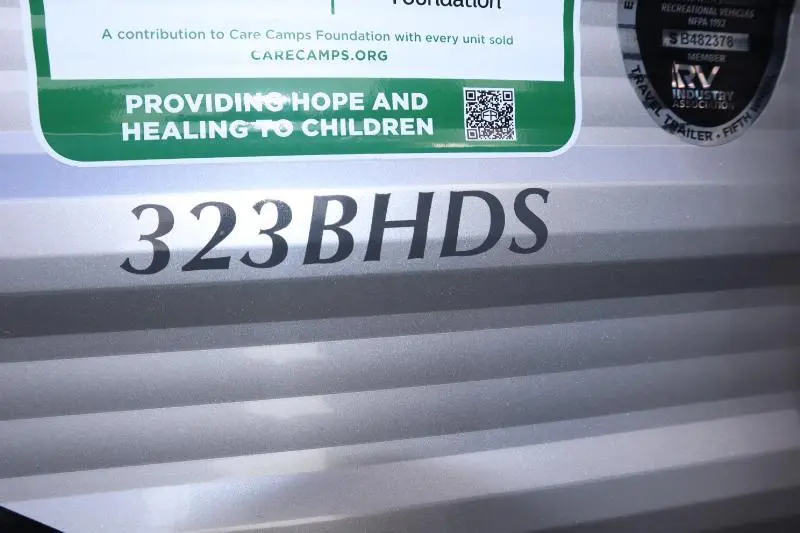 Foundation
A contribution to Care Camps Foundation with every unit sold
CARECAMPS.ORG
PROVIDING HOPE AND
HEALING TO CHILDREN
323BHDS
RECREATIONAL VEHICLES
NFPA 1192
SB482378
MEMBER
RV
INDUSTRY
ASSOCIATION
TRAVEL TRAILER • FIFTH